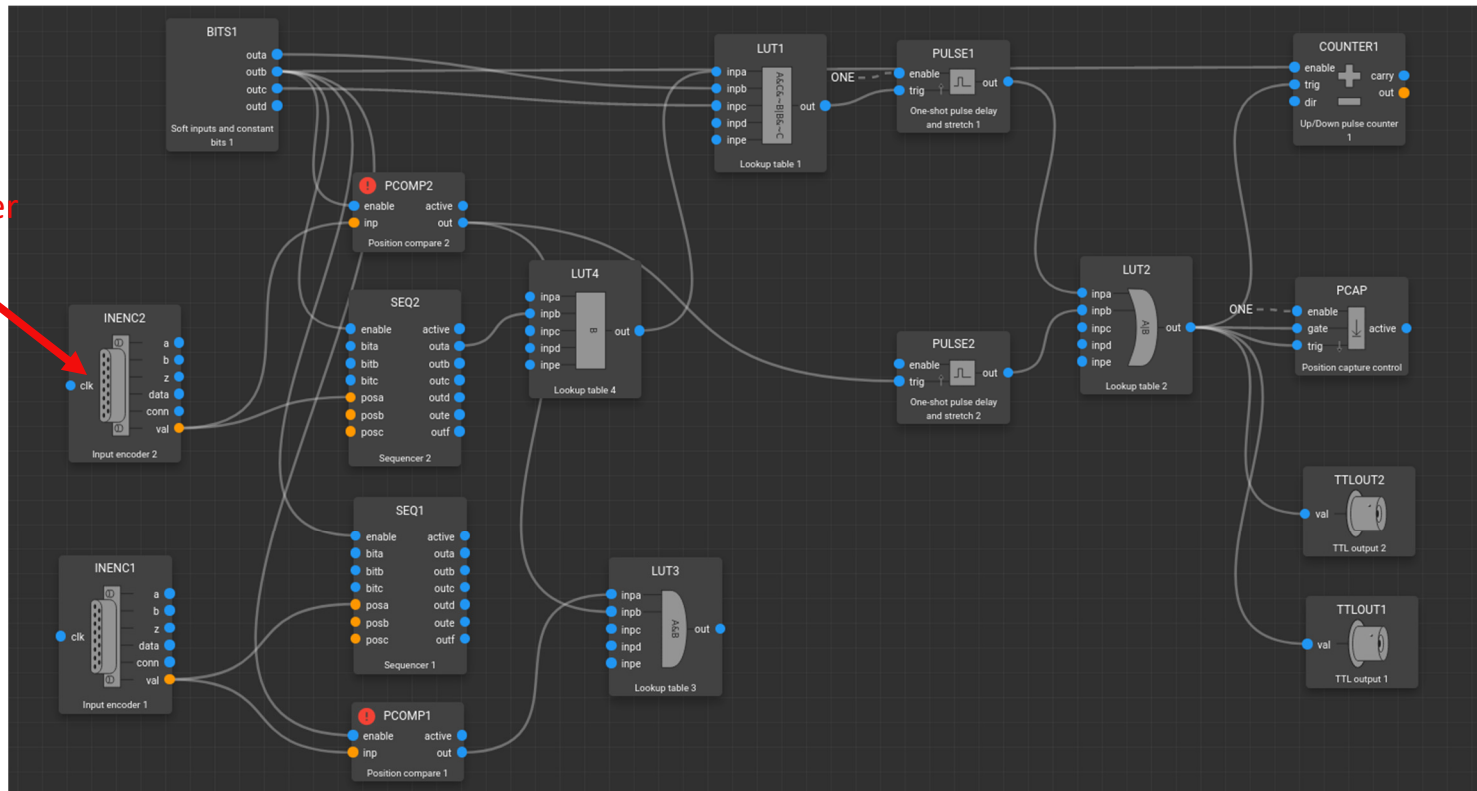 BITS1
outa
outb
outc
outd
Soft inputs and constant
bits 1
LUT1
inpa
inpb
inpc
inpd
inpe
A&C&~B|B&~C
out
Lookup table 1
ONE
PULSE1
enable
trig
out
One-shot pulse delay
and stretch 1
COUNTER1
enable
trig
dir
carry
out
Up/Down pulse counter
1
er
PCOMP2
enable
inp
active
out
Position compare 2
INENC2
clk
a
b
z
data
conn
val
Input encoder 2
SEQ2
enable
bita
bitb
bitc
posa
posb
posc
active
outa
outb
outc
outd
oute
outf
Sequencer 2
LUT4
inpa
inpb
inpc
inpd
inpe
B
out
Lookup table 4
PULSE2
enable
trig
out
One-shot pulse delay
and stretch 2
LUT2
inpa
inpb
inpc
inpd
inpe
A|B
out
Lookup table 2
ONE
PCAP
enable
gate
trig
active
Position capture control
TTLOUT2
val
TTL output 2
TTLOUT1
val
TTL output 1
INENC1
clk
a
b
z
data
conn
val
Input encoder 1
SEQ1
enable
bita
bitb
bitc
posa
posb
posc
active
outa
outb
outc
outd
oute
outf
Sequencer 1
LUT3
inpa
inpb
inpc
inpd
inpe
A&B
out
Lookup table 3
PCOMP1
enable
inp
active
out
Position compare 1